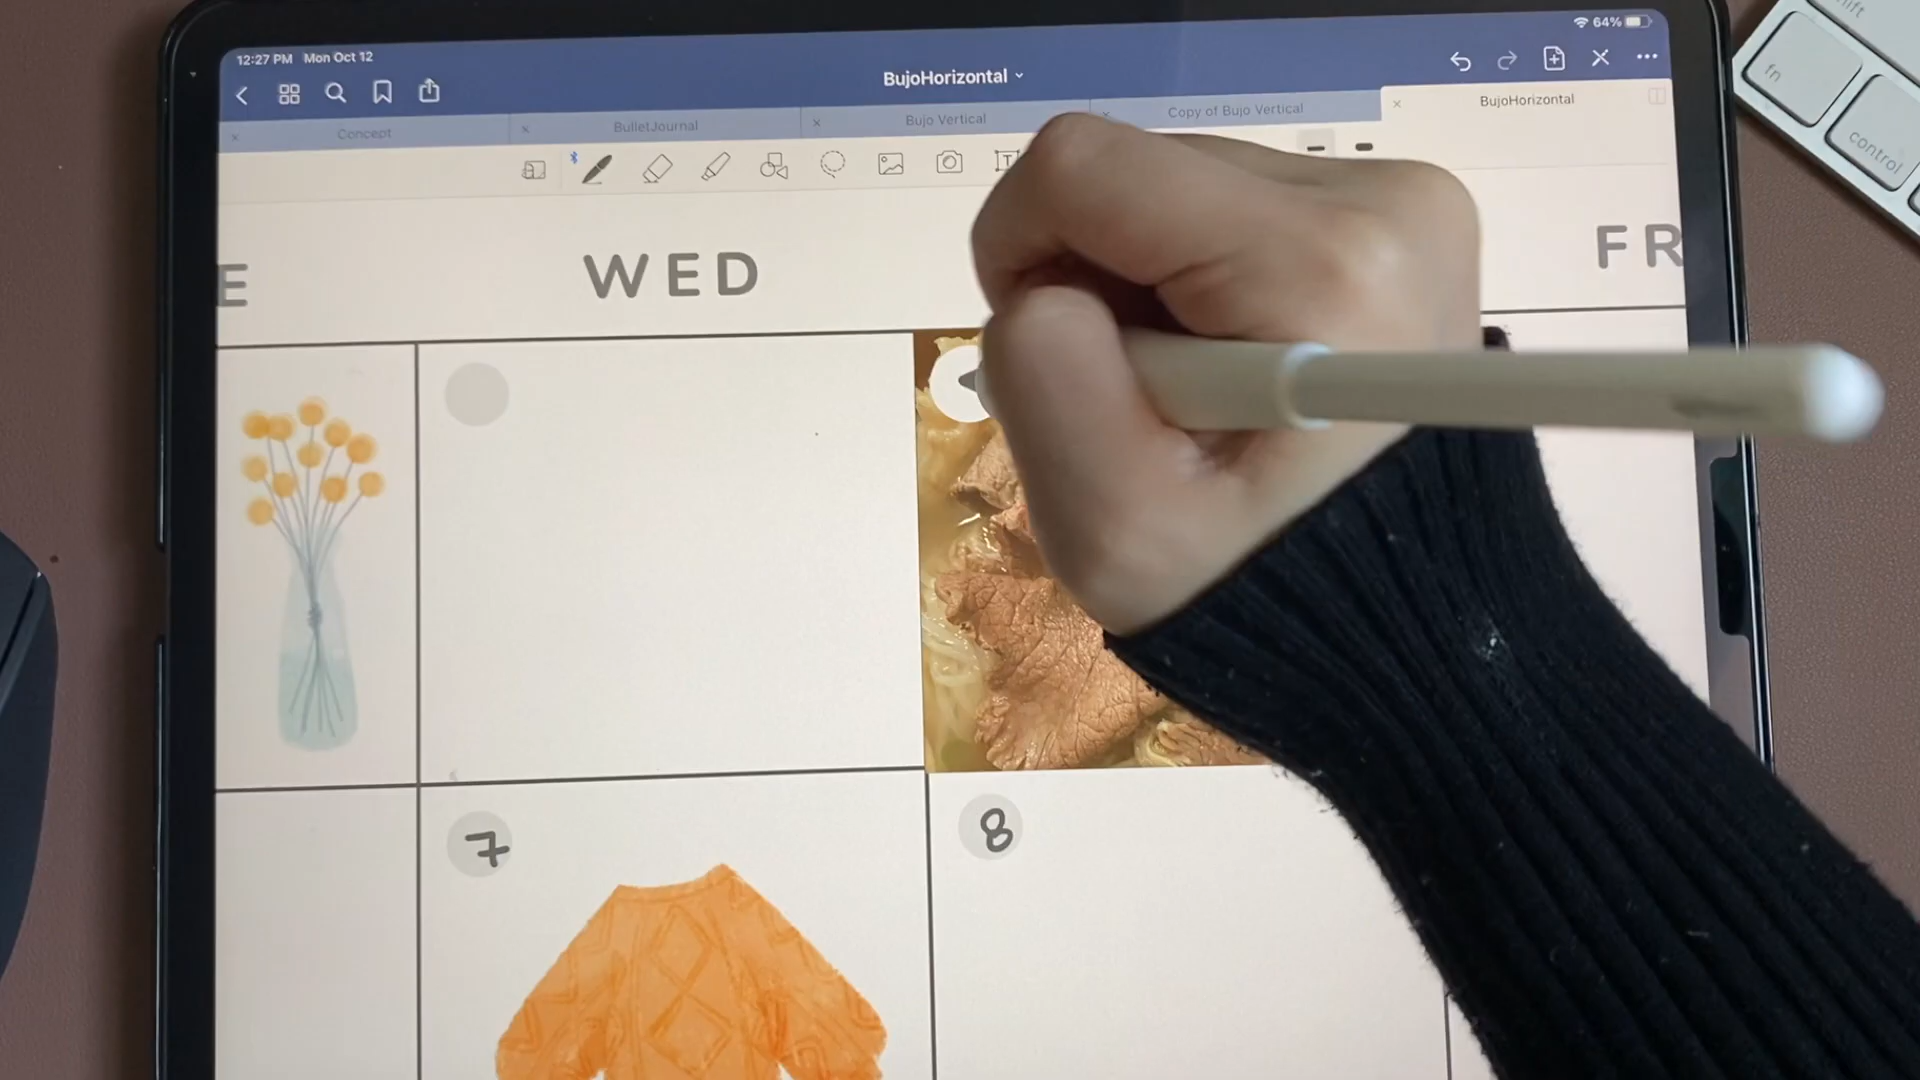 12:27 PM Mon Oct 12
64%
BujoHorizontal
Concept
BulletJournal
Bujo Vertical
Copy of Bujo Vertical
BujoHorizontal
T
E
WED
FR
7
8
fn
control